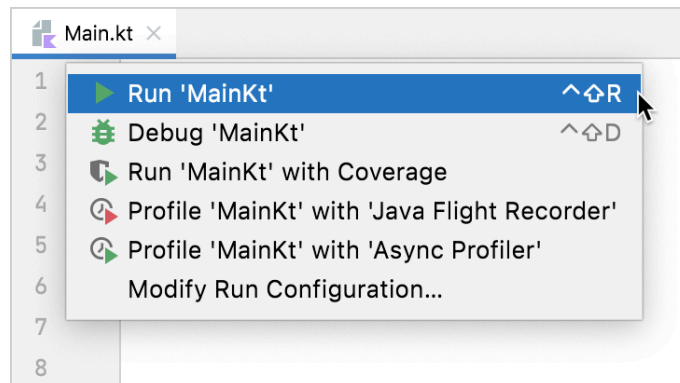 Main.kt
1
Run 'MainKt' ^⇧R
2
Debug 'MainKt' ^⇧D
3
Run 'MainKt' with Coverage
4
Profile 'MainKt' with 'Java Flight Recorder'
5
Profile 'MainKt' with 'Async Profiler'
6
Modify Run Configuration...
7
8